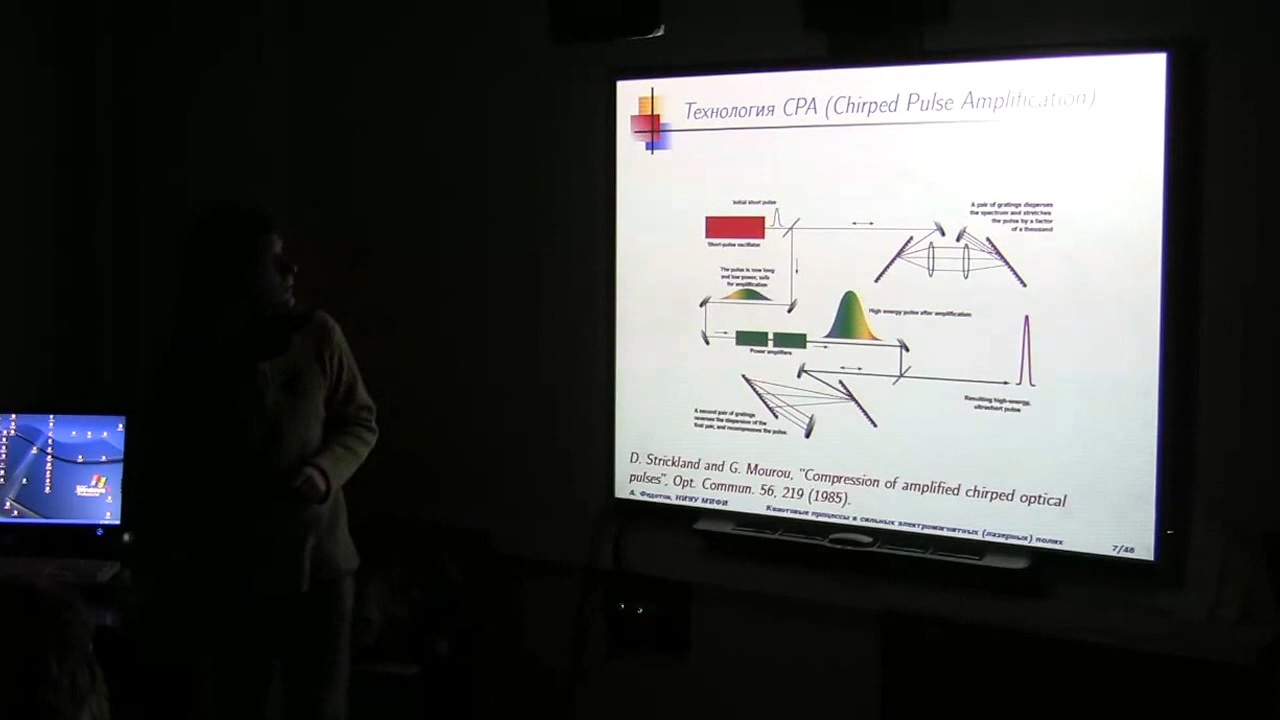 Технология CPA (Chirped Pulse Amplification)
Initial short pulse
Short-pulse oscillator
A pair of gratings disperses
the spectrum and stretches
the pulse by a factor
of a thousand
The pulse is now long
and low power, safe
for amplification
High energy pulse after amplification
Power amplifiers
A second pair of gratings
reverses the dispersion of the
first pair, and recompresses the pulse.
Resulting high-energy,
ultrashort pulse
D. Strickland and G. Mourou, "Compression of amplified chirped optical
pulses", Opt. Commun. 56, 219 (1985).
А. Федотов, НИЯУ МИФИ Квантовые процессы в сильных электромагнитных (лазерных) полях 7/48